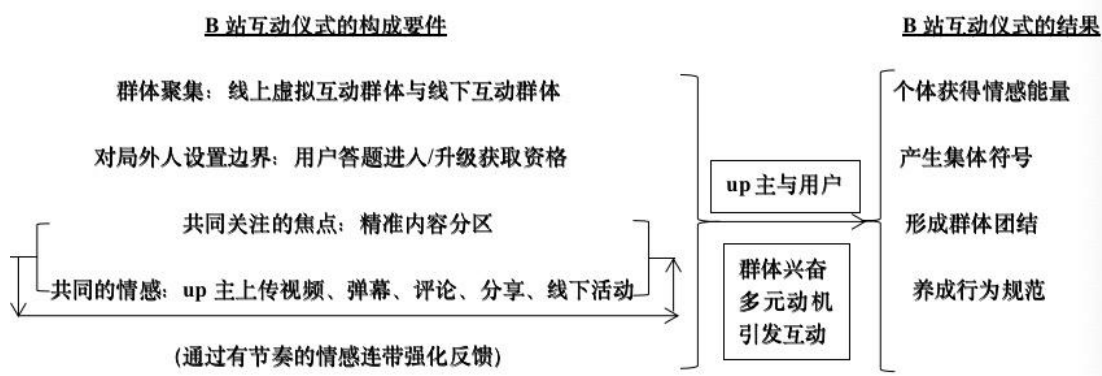 B 站互动仪式的构成要件
B 站互动仪式的结果
群体聚集：线上虚拟互动群体与线下互动群体
对局外人设置边界：用户答题进入/升级获取资格
共同关注的焦点：精准内容分区
共同的情感：up 主上传视频、弹幕、评论、分享、线下活动
(通过有节奏的情感连带强化反馈)
up 主与用户
群体兴奋
多元动机
引发互动
个体获得情感能量
产生集体符号
形成群体团结
养成行为规范